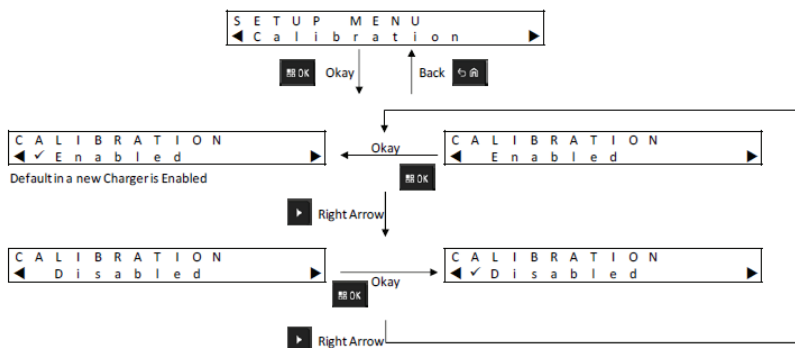 SETUP MENU
◀ Calibration ▶
OK Okay
Back
CALIBRATION
◀ ✓ Enabled ▶
Okay
CALIBRATION
◀ Enabled ▶
Default in a new Charger is Enabled
OK
Right Arrow
CALIBRATION
◀ Disabled ▶
Okay
OK
CALIBRATION
◀ ✓ Disabled ▶
Right Arrow